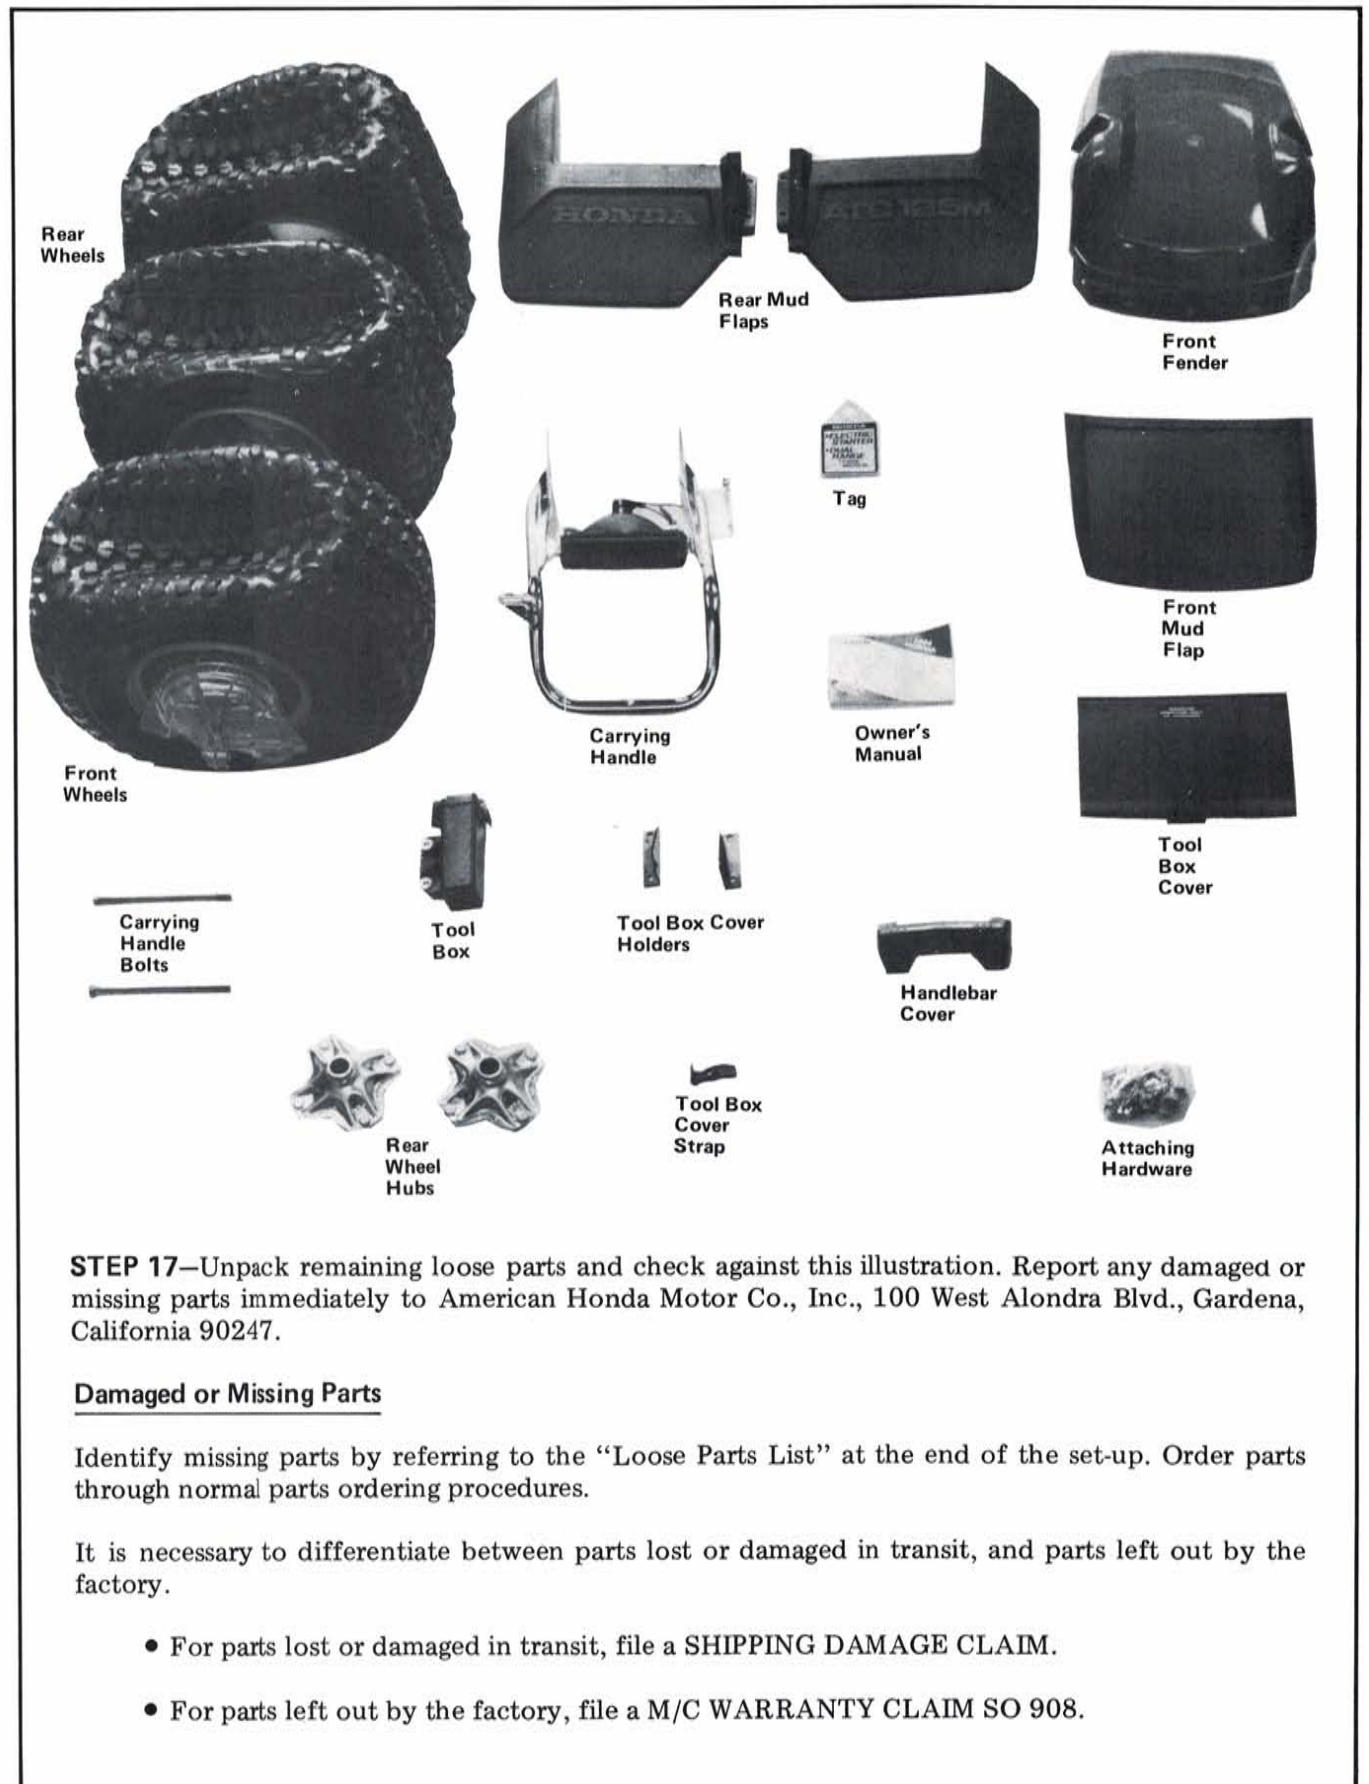 HONDA
ATC 125M
Rear
Wheels
Rear Mud
Flaps
Front
Fender
HONDA
•ELECTRIC
STARTER
•DUAL
RANGE
Tag
Front
Mud
Flap
Carrying
Handle
Owner's
Manual
Front
Wheels
Tool
Box
Cover
Carrying
Handle
Bolts
Tool
Box
Tool Box Cover
Holders
Handlebar
Cover
Rear
Wheel
Hubs
Tool Box
Cover
Strap
Attaching
Hardware
STEP 17—Unpack remaining loose parts and check against this illustration. Report any damaged or
missing parts immediately to American Honda Motor Co., Inc., 100 West Alondra Blvd., Gardena,
California 90247.
Damaged or Missing Parts
Identify missing parts by referring to the “Loose Parts List” at the end of the set-up. Order parts
through normal parts ordering procedures.
It is necessary to differentiate between parts lost or damaged in transit, and parts left out by the
factory.
• For parts lost or damaged in transit, file a SHIPPING DAMAGE CLAIM.
• For parts left out by the factory, file a M/C WARRANTY CLAIM SO 908.